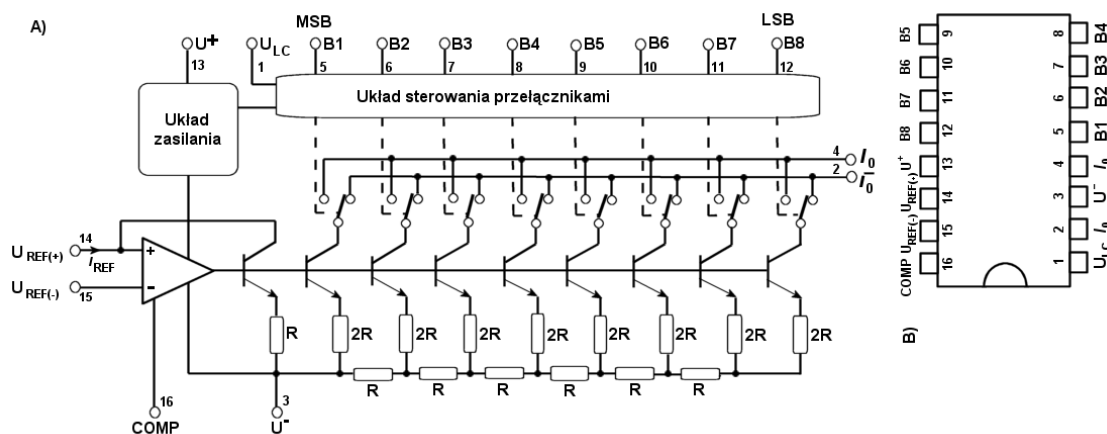 A)
MSB
LSB
U+
U LC
B1
B2
B3
B4
B5
B6
B7
B8
13
1
5
6
7
8
9
10
11
12
Układ sterowania przełącznikami
Układ
zasilania
4
I0
2
I0
14
U REF(+)
IREF
+
U REF(-)
15
-
R
2R
2R
2R
2R
2R
2R
2R
2R
R
R
R
R
R
R
16
COMP
3
U-
B5
9
8
B4
B6
10
7
B3
B7
11
6
B2
B8
12
5
B1
U+
13
4
I0
UREF(+)
14
3
U-
UREF(-)
15
2
I0
COMP
16
1
ULC
B)